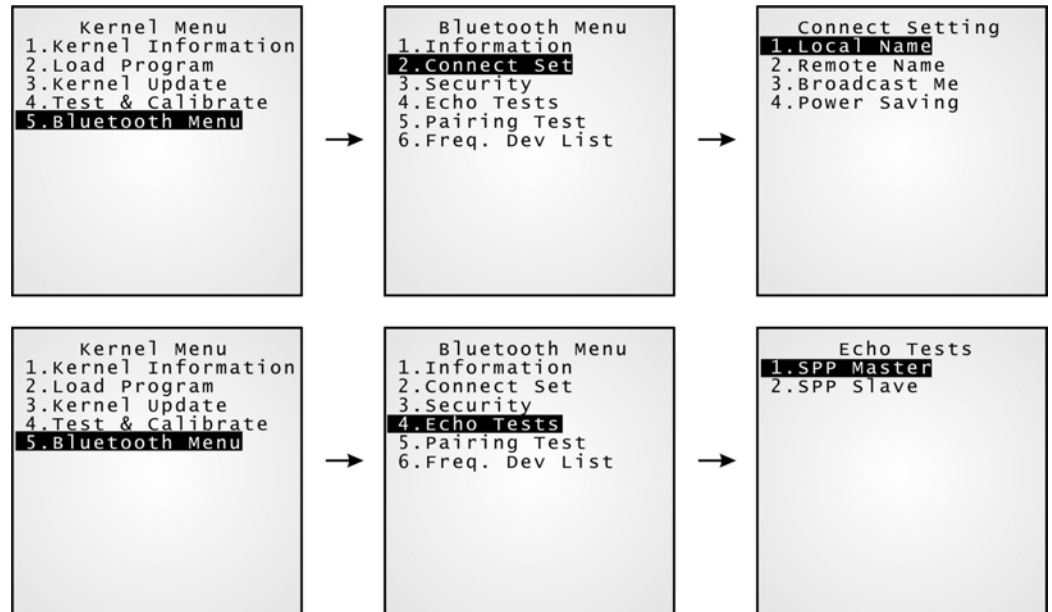 Kernel Menu
1.Kernel Information
2.Load Program
3.Kernel Update
4.Test & Calibrate
5.Bluetooth Menu
Bluetooth Menu
1.Information
2.Connect Set
3.Security
4.Echo Tests
5.Pairing Test
6.Freq. Dev List
Connect Setting
1.Local Name
2.Remote Name
3.Broadcast Me
4.Power Saving
Kernel Menu
1.Kernel Information
2.Load Program
3.Kernel Update
4.Test & Calibrate
5.Bluetooth Menu
Bluetooth Menu
1.Information
2.Connect Set
3.Security
4.Echo Tests
5.Pairing Test
6.Freq. Dev List
Echo Tests
1.SPP Master
2.SPP Slave